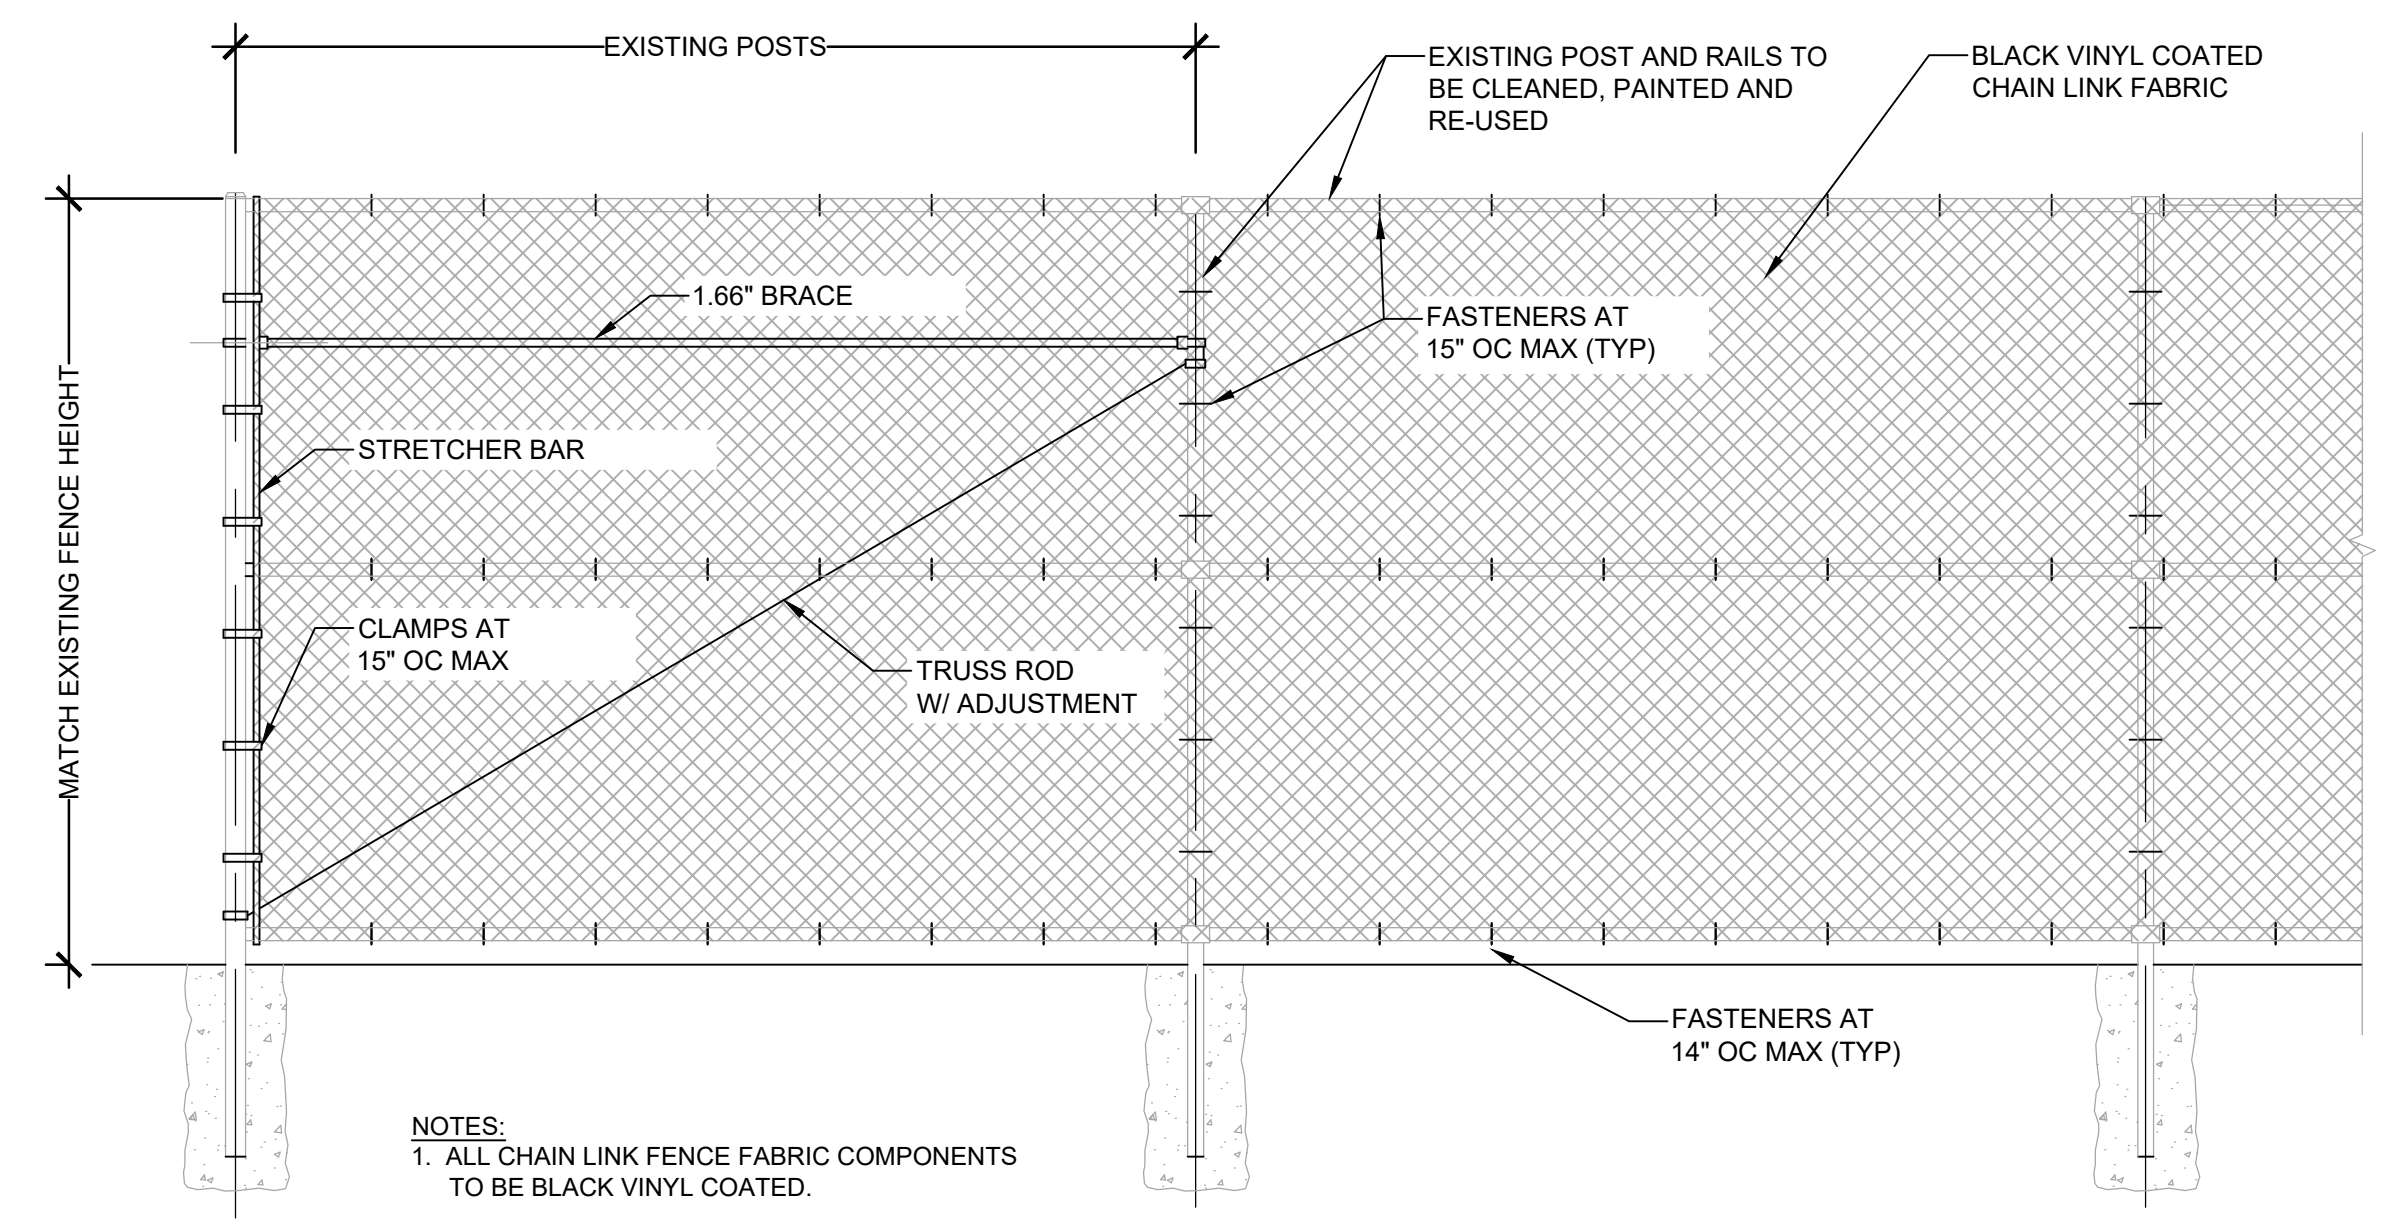 EXISTING POSTS
EXISTING POST AND RAILS TO
BE CLEANED, PAINTED AND
RE-USED
BLACK VINYL COATED
CHAIN LINK FABRIC
MATCH EXISTING FENCE HEIGHT
1.66" BRACE
FASTENERS AT
15" OC MAX (TYP)
STRETCHER BAR
CLAMPS AT
15" OC MAX
TRUSS ROD
W/ ADJUSTMENT
FASTENERS AT
14" OC MAX (TYP)
NOTES:
1. ALL CHAIN LINK FENCE FABRIC COMPONENTS
TO BE BLACK VINYL COATED.